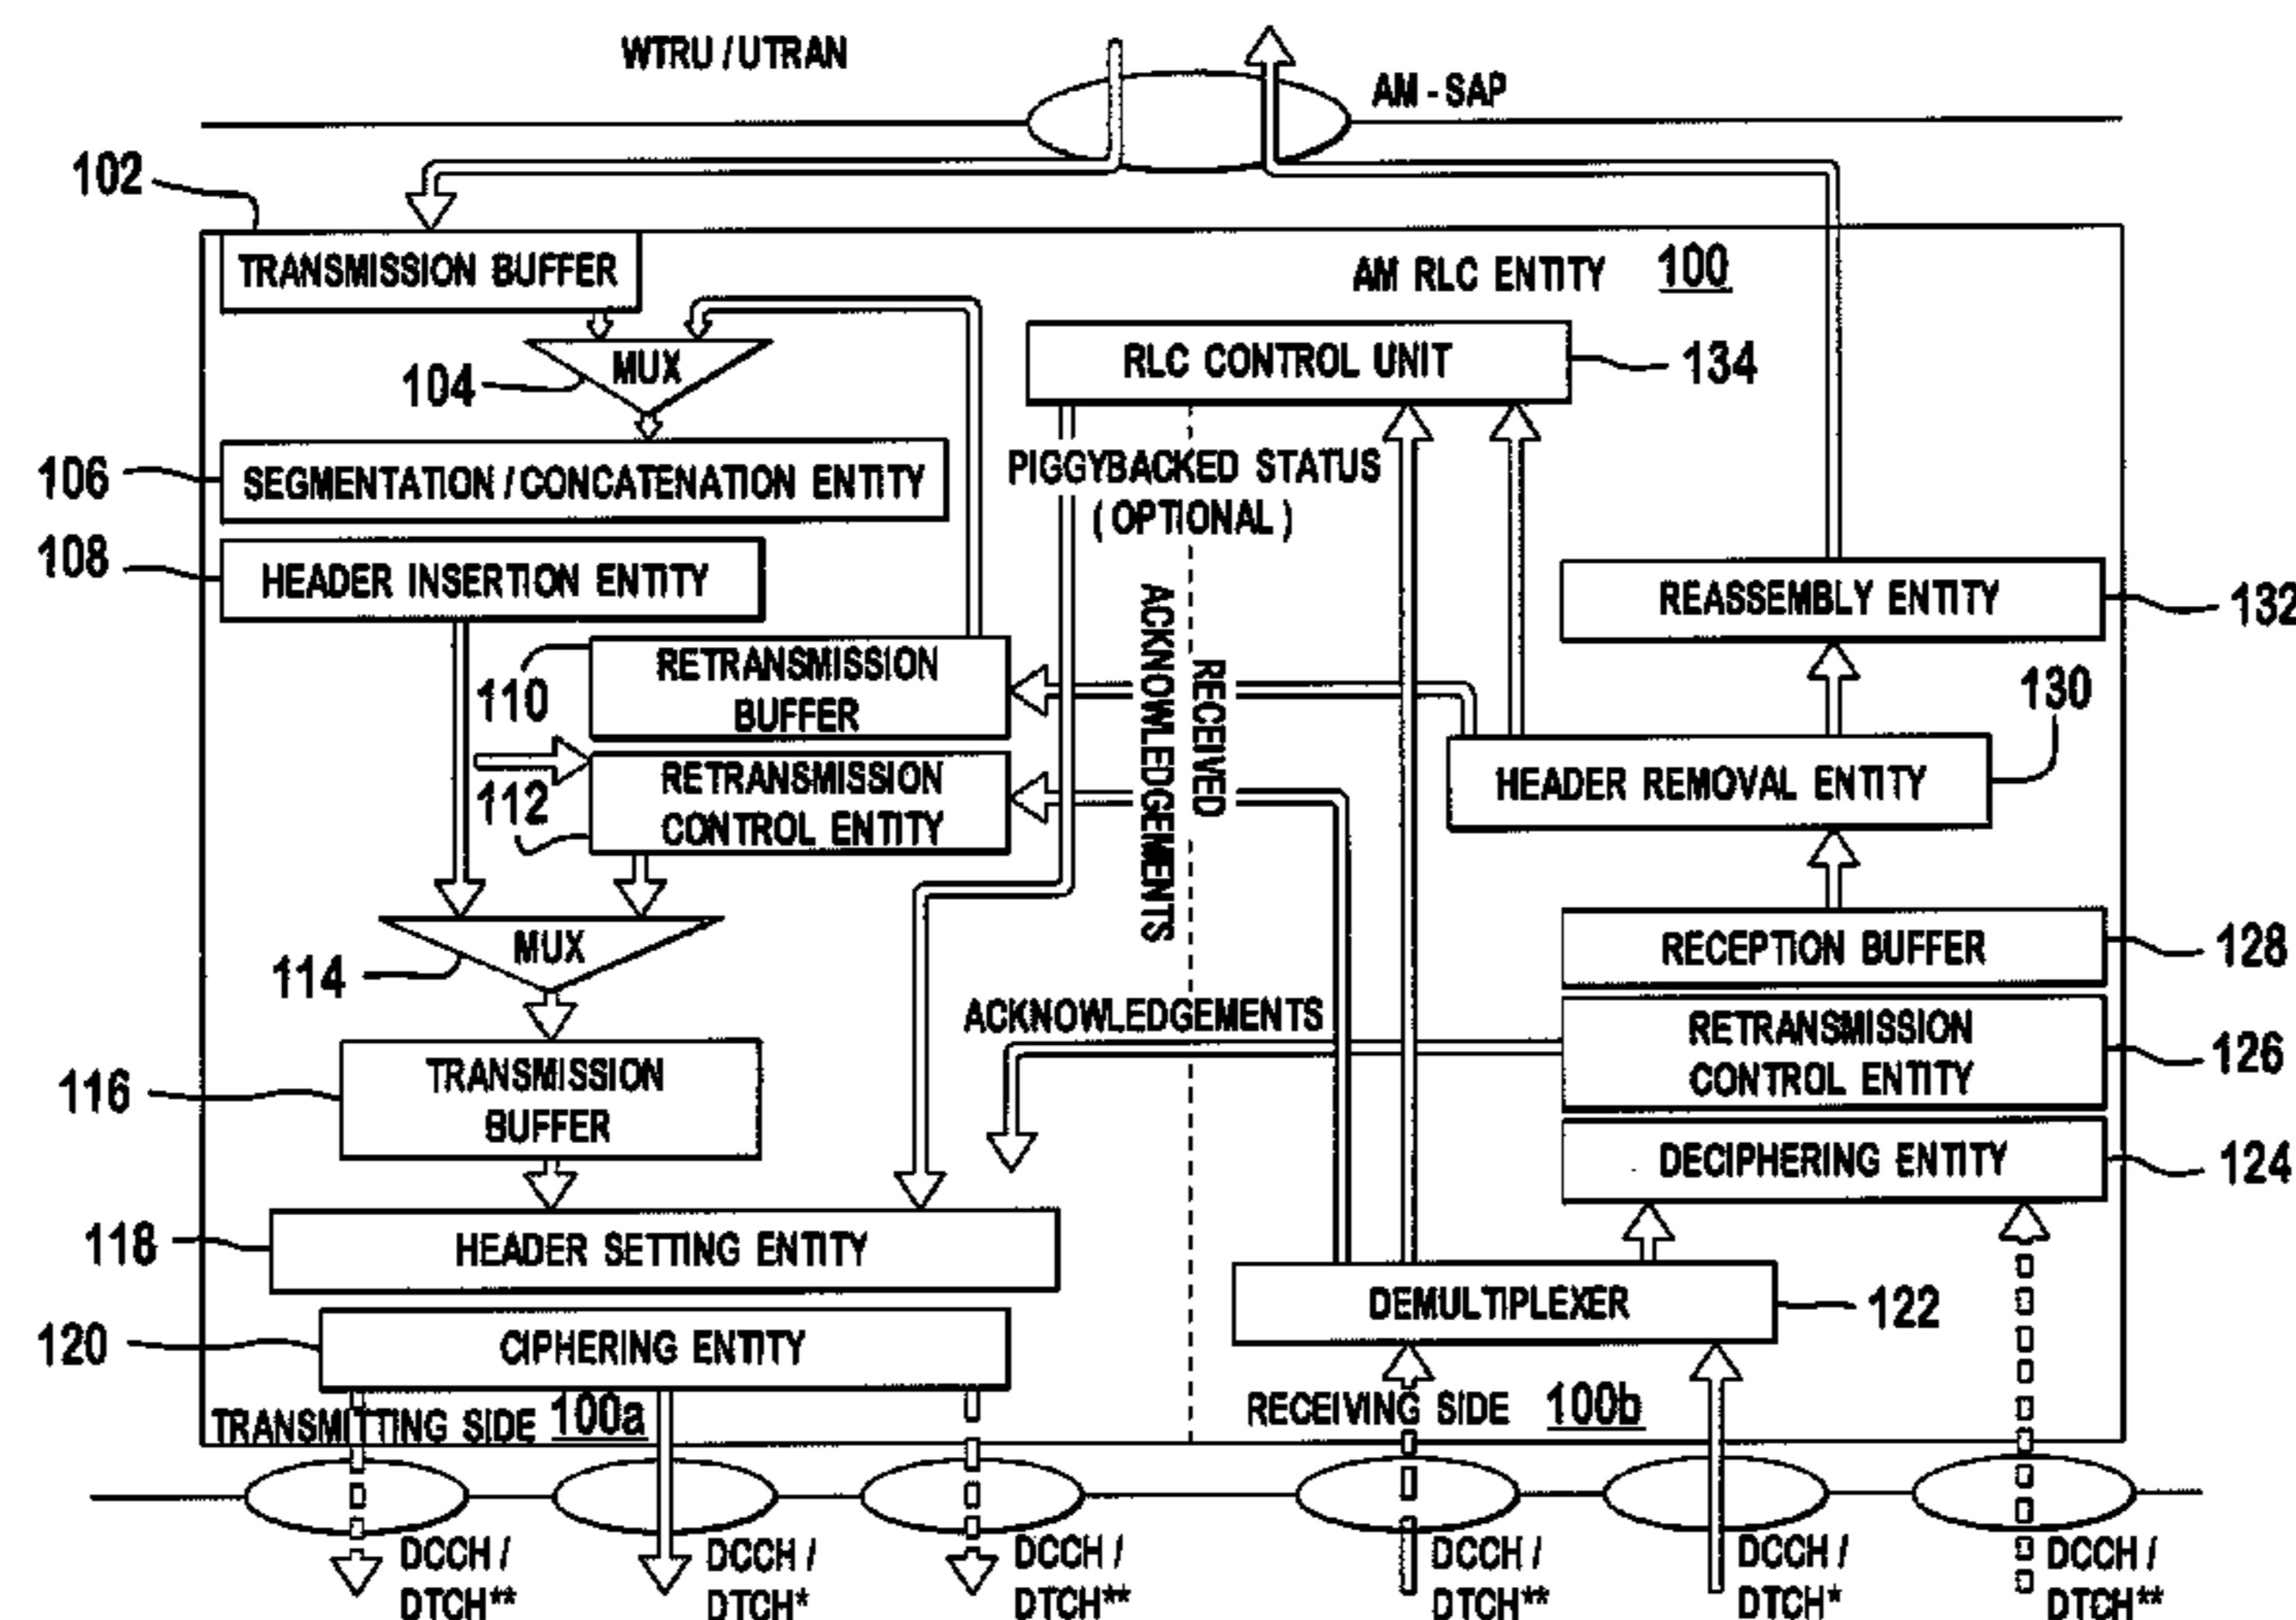 WTRU / UTRAN
AM - SAP
102
TRANSMISSION BUFFER
AM RLC ENTITY 100
MUX
104
RLC CONTROL UNIT
134
106
SEGMENTATION / CONCATENATION ENTITY
PIGGYBACKED STATUS
( OPTIONAL )
108
HEADER INSERTION ENTITY
REASSEMBLY ENTITY
132
110
RETRANSMISSION
BUFFER
RECEIVED
ACKNOWLEDGEMENTS
130
HEADER REMOVAL ENTITY
112
RETRANSMISSION
CONTROL ENTITY
MUX
114
RECEPTION BUFFER
128
ACKNOWLEDGEMENTS
RETRANSMISSION
CONTROL ENTITY
126
116
TRANSMISSION
BUFFER
DECIPHERING ENTITY
124
118
HEADER SETTING ENTITY
DEMULTIPLEXER
122
120
CIPHERING ENTITY
TRANSMITTING SIDE 100a
RECEIVING SIDE 100b
DCCH /
DTCH**
DCCH /
DTCH*
DCCH /
DTCH**
DCCH /
DTCH**
DCCH /
DTCH*
DCCH /
DTCH**